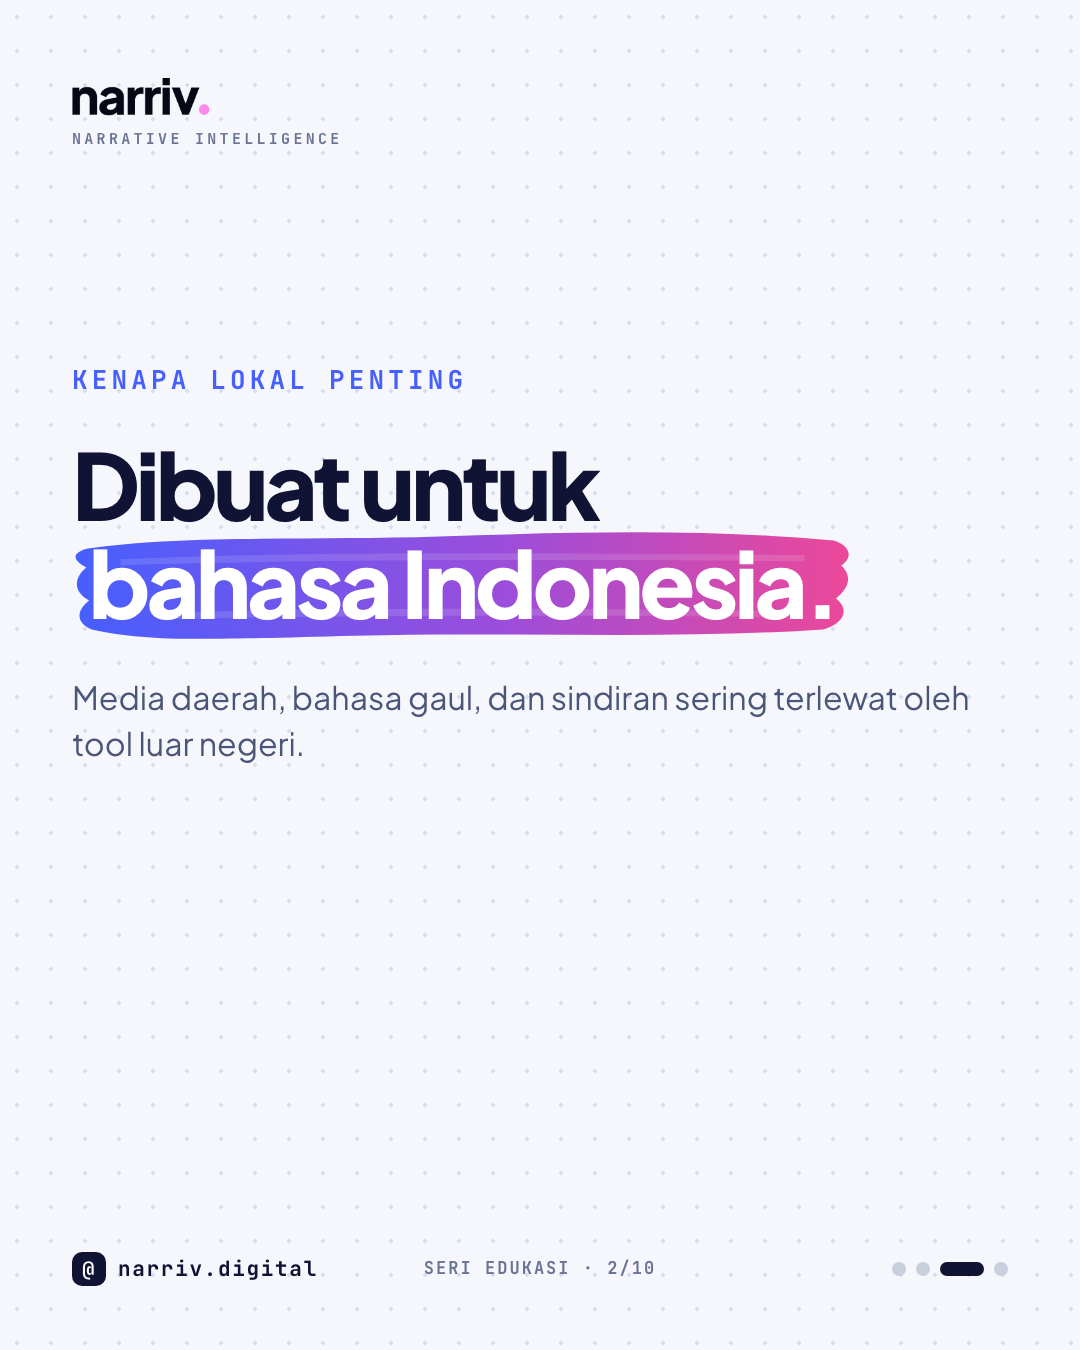 narriv.
NARRATIVE INTELLIGENCE
KENAPA LOKAL PENTING
Dibuat untuk
bahasa Indonesia.
Media daerah, bahasa gaul, dan sindiran sering terlewat oleh
tool luar negeri.
@ narriv.digital
SERI EDUKASI · 2/10